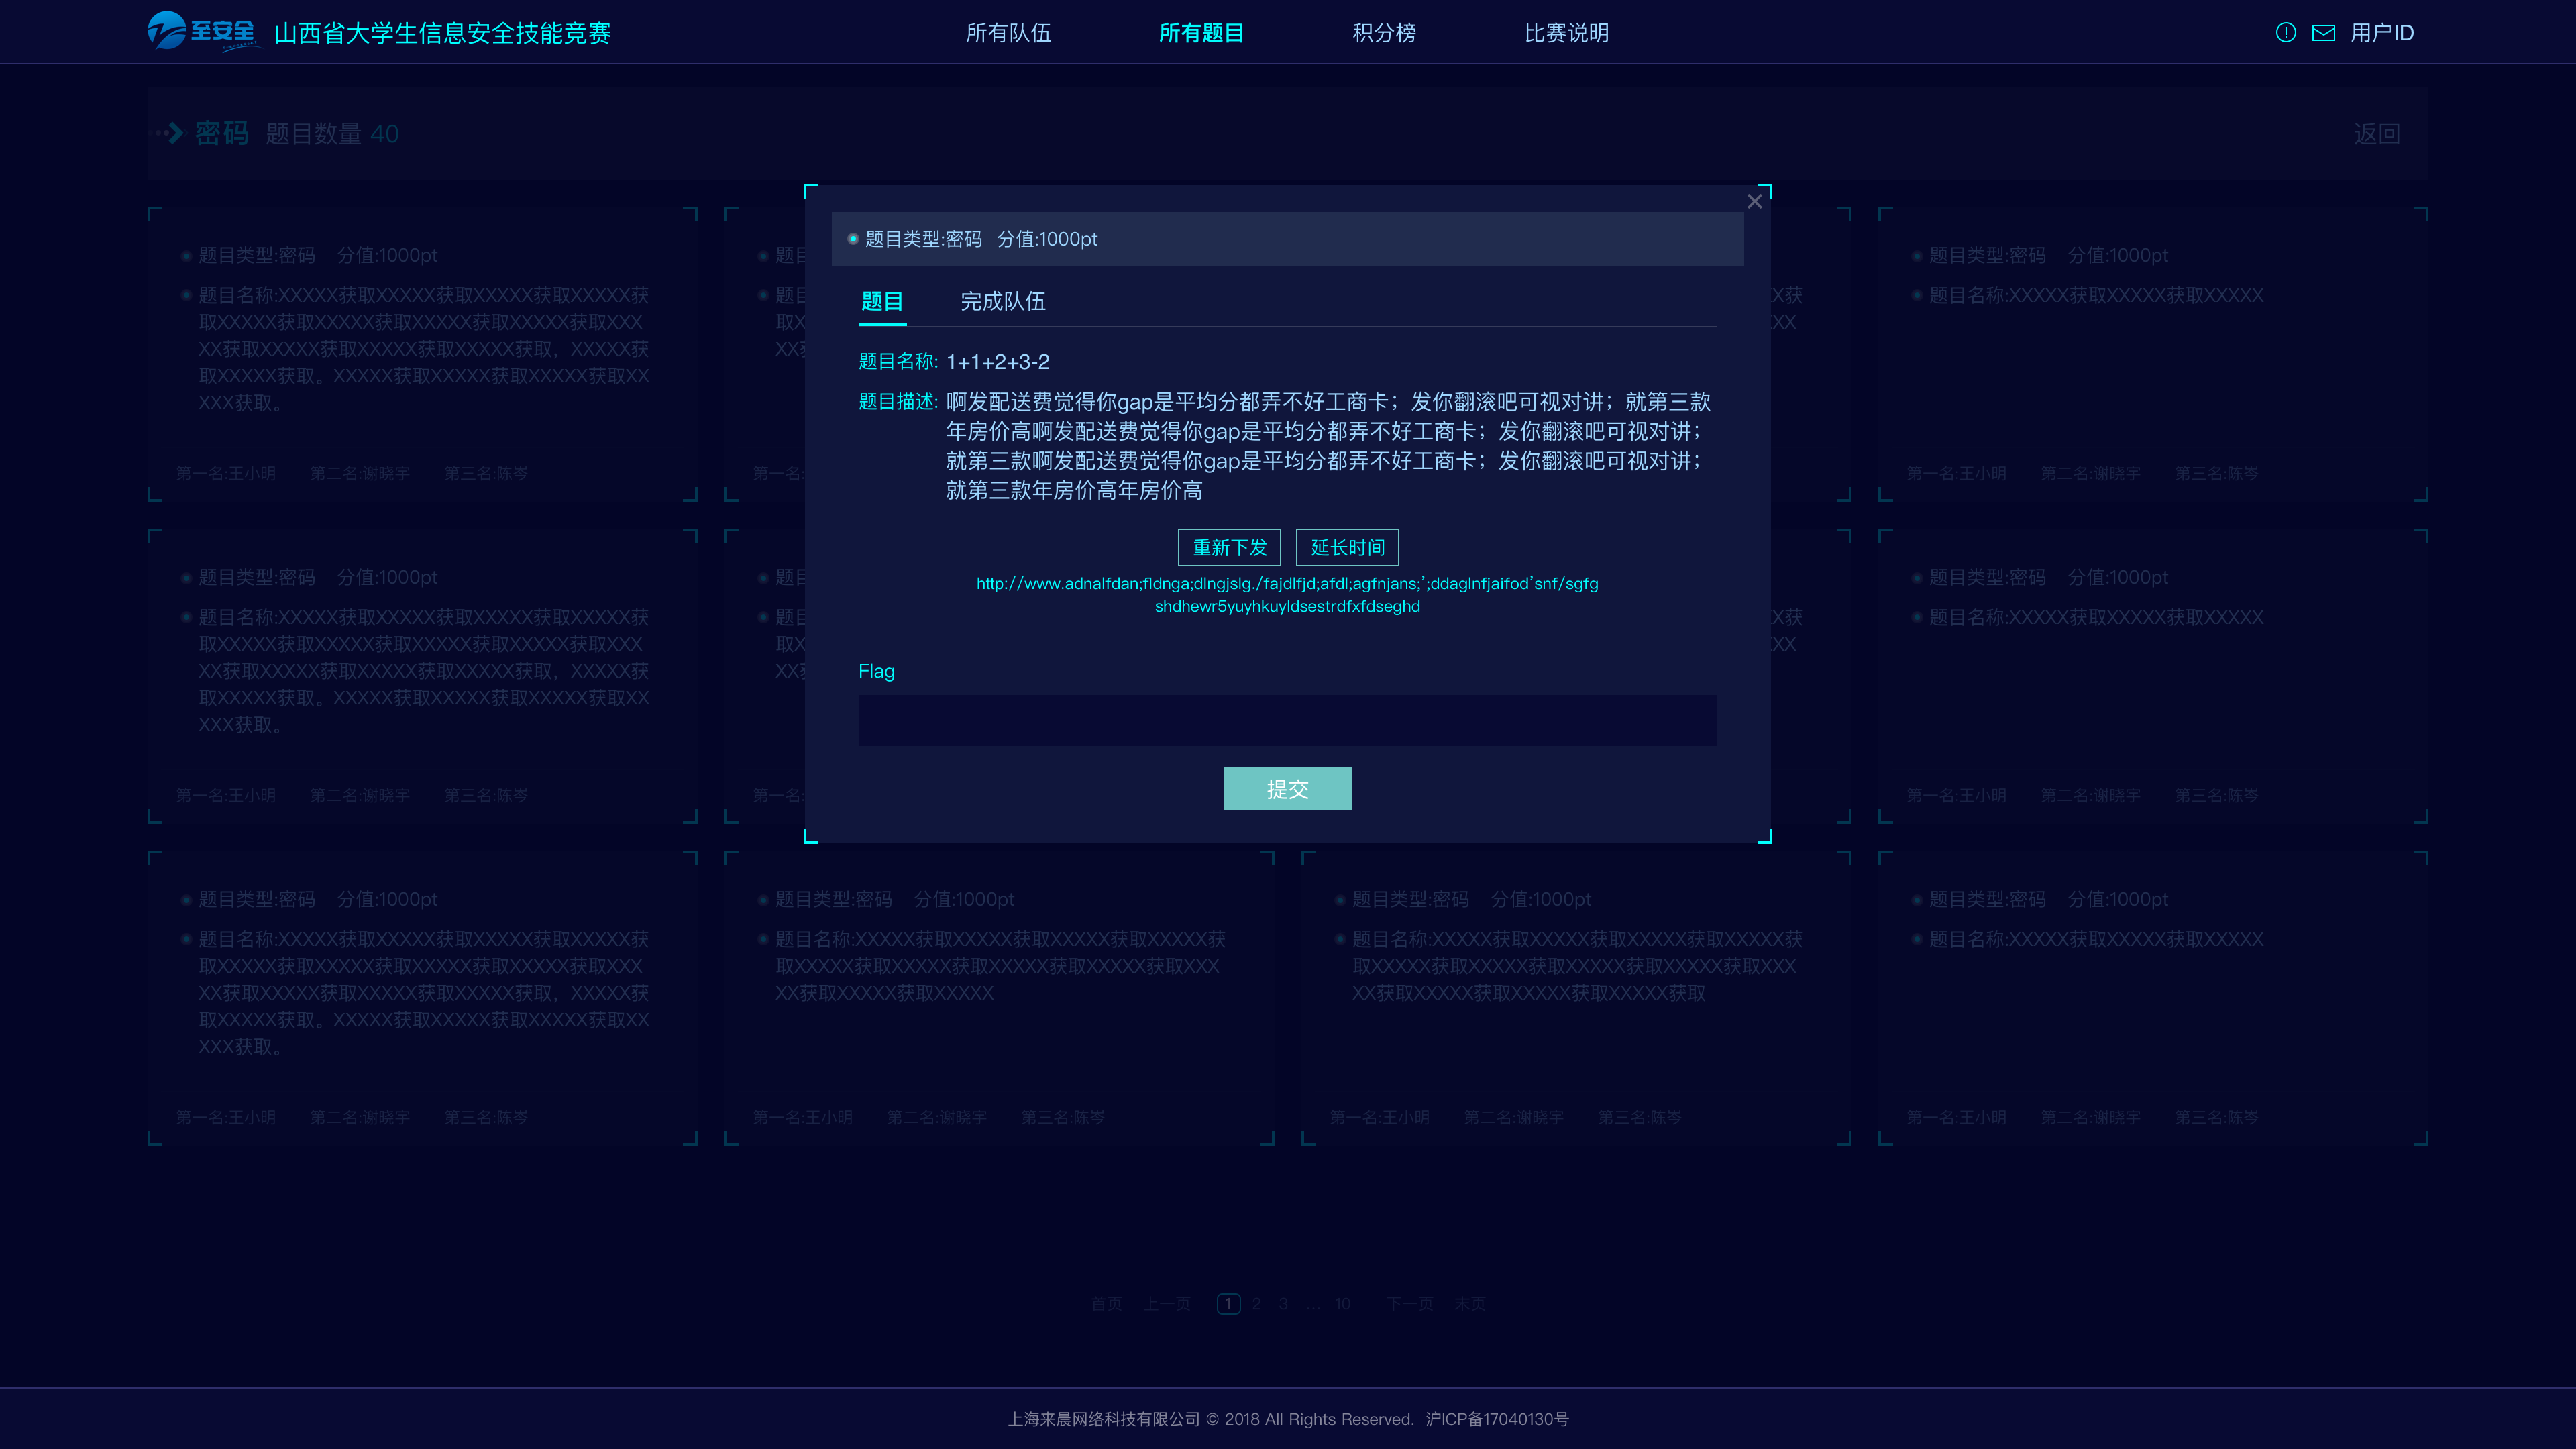 至安全 山西省大学生信息安全技能竞赛 所有队伍 所有题目 积分榜 比赛说明 用户ID
密码 题目数量 40 返回
题目类型:密码 分值:1000pt
题目名称:XXXXX获取XXXXX获取XXXXX获取XXXXX获
取XXXXX获取XXXXX获取XXXXX获取XXXXX获取XXX
XX获取XXXXX获取XXXXX获取XXXXX获取，XXXXX获
取XXXXX获取。XXXXX获取XXXXX获取XXXXX获取XX
XXX获取。
第一名:王小明 第二名:谢晓宇 第三名:陈岑
题目类型:密码 分值:1000pt
题目名称:XXXXX获取XXXXX获取XXXXX
第一名:王小明 第二名:谢晓宇 第三名:陈岑
题目类型:密码 分值:1000pt
题目 完成队伍
题目名称: 1+1+2+3-2
题目描述: 啊发配送费觉得你gap是平均分都弄不好工商卡；发你翻滚吧可视对讲；就第三款
年房价高啊发配送费觉得你gap是平均分都弄不好工商卡；发你翻滚吧可视对讲；
就第三款啊发配送费觉得你gap是平均分都弄不好工商卡；发你翻滚吧可视对讲；
就第三款年房价高年房价高
重新下发 延长时间
http://www.adnalfdan;fldnga;dlngjslg./fajdlfjd;afdl;agfnjans;’;ddaglnfjaifod’snf/sgfg
shdhewr5yuyhkuyldsestrdfxfdseghd
Flag
提交
题目类型:密码 分值:1000pt
题目名称:XXXXX获取XXXXX获取XXXXX获取XXXXX获
取XXXXX获取XXXXX获取XXXXX获取XXXXX获取XXX
XX获取XXXXX获取XXXXX获取XXXXX获取，XXXXX获
取XXXXX获取。XXXXX获取XXXXX获取XXXXX获取XX
XXX获取。
第一名:王小明 第二名:谢晓宇 第三名:陈岑
题目类型:密码 分值:1000pt
题目名称:XXXXX获取XXXXX获取XXXXX
第一名:王小明 第二名:谢晓宇 第三名:陈岑
题目类型:密码 分值:1000pt
题目名称:XXXXX获取XXXXX获取XXXXX获取XXXXX获
取XXXXX获取XXXXX获取XXXXX获取XXXXX获取XXX
XX获取XXXXX获取XXXXX获取XXXXX获取，XXXXX获
取XXXXX获取。XXXXX获取XXXXX获取XXXXX获取XX
XXX获取。
第一名:王小明 第二名:谢晓宇 第三名:陈岑
题目类型:密码 分值:1000pt
题目名称:XXXXX获取XXXXX获取XXXXX获取XXXXX获
取XXXXX获取XXXXX获取XXXXX获取XXXXX获取XXX
XX获取XXXXX获取XXXXX
第一名:王小明 第二名:谢晓宇 第三名:陈岑
题目类型:密码 分值:1000pt
题目名称:XXXXX获取XXXXX获取XXXXX获取XXXXX获
取XXXXX获取XXXXX获取XXXXX获取XXXXX获取XXX
XX获取XXXXX获取XXXXX获取XXXXX获取
第一名:王小明 第二名:谢晓宇 第三名:陈岑
题目类型:密码 分值:1000pt
题目名称:XXXXX获取XXXXX获取XXXXX
第一名:王小明 第二名:谢晓宇 第三名:陈岑
首页 上一页 1 2 3 ... 10 下一页 末页
上海来晨网络科技有限公司 © 2018 All Rights Reserved. 沪ICP备17040130号